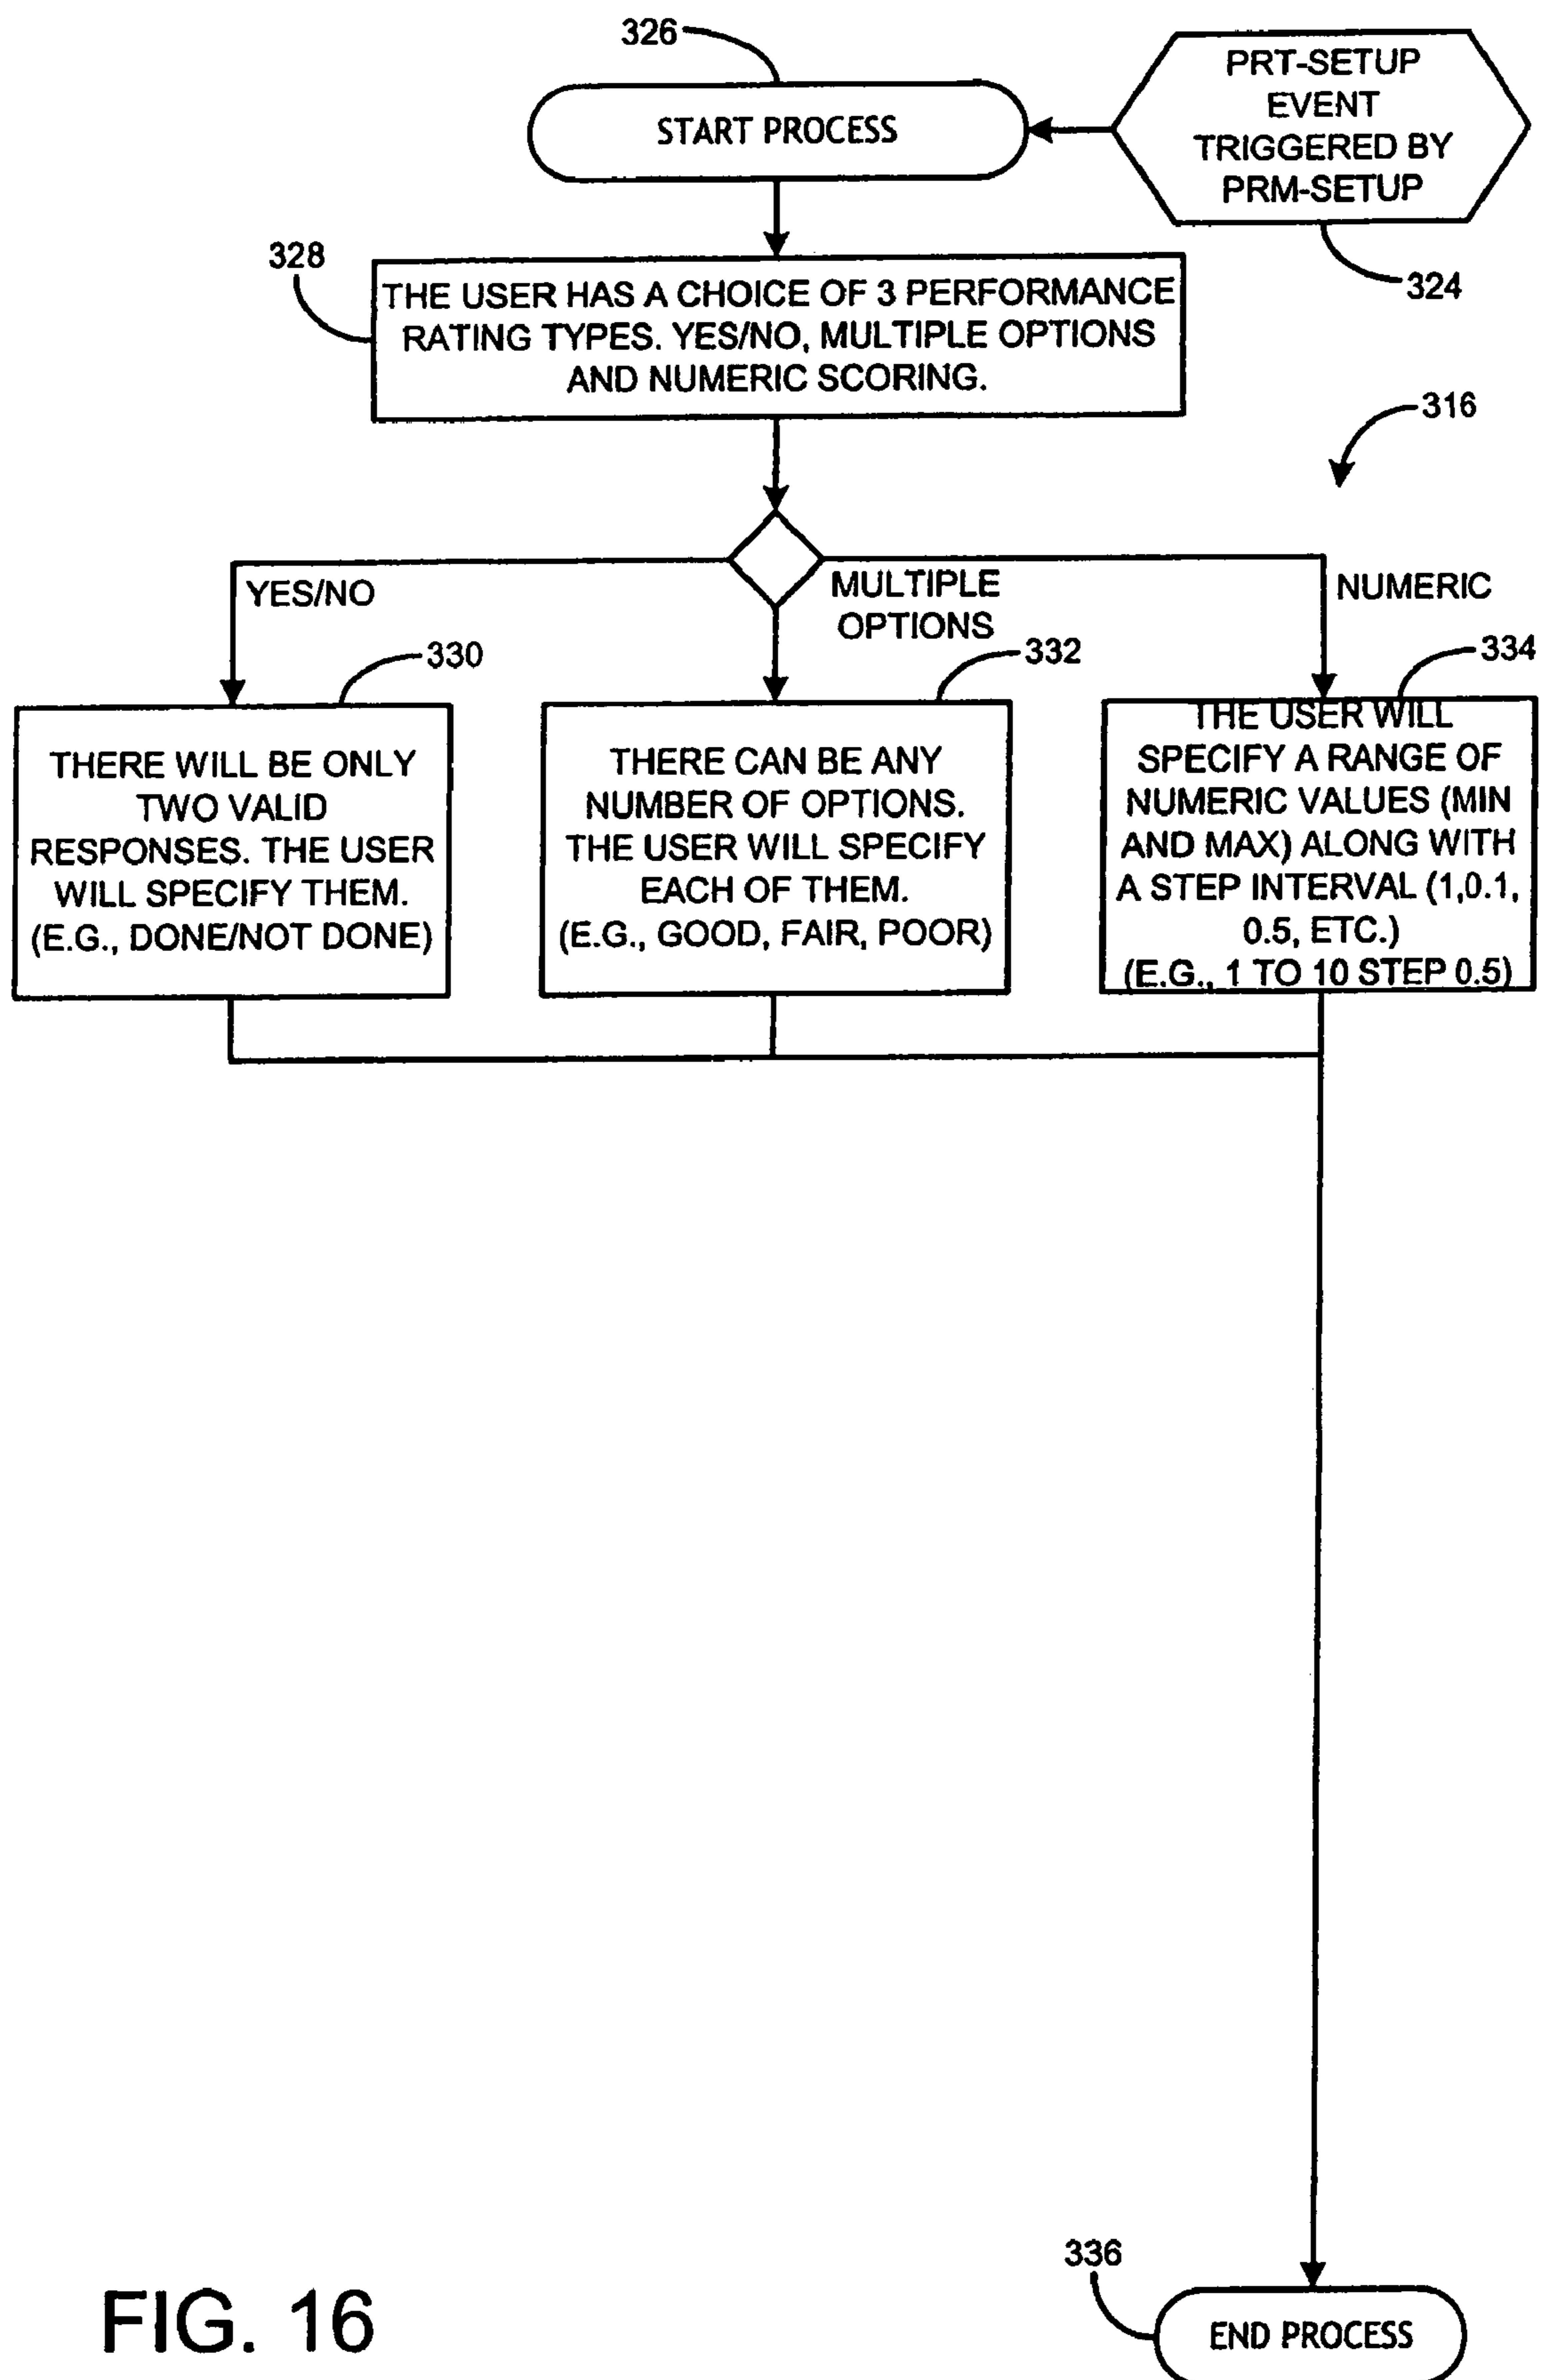 326
START PROCESS
PRT-SETUP
EVENT
TRIGGERED BY
PRM-SETUP
324
328
THE USER HAS A CHOICE OF 3 PERFORMANCE
RATING TYPES. YES/NO, MULTIPLE OPTIONS
AND NUMERIC SCORING.
316
YES/NO
MULTIPLE
OPTIONS
NUMERIC
330
THERE WILL BE ONLY
TWO VALID
RESPONSES. THE USER
WILL SPECIFY THEM.
(E.G., DONE/NOT DONE)
332
THERE CAN BE ANY
NUMBER OF OPTIONS.
THE USER WILL SPECIFY
EACH OF THEM.
(E.G., GOOD, FAIR, POOR)
334
THE USER WILL
SPECIFY A RANGE OF
NUMERIC VALUES (MIN
AND MAX) ALONG WITH
A STEP INTERVAL (1,0.1,
0.5, ETC.)
(E.G., 1 TO 10 STEP 0.5)
336
END PROCESS
FIG. 16